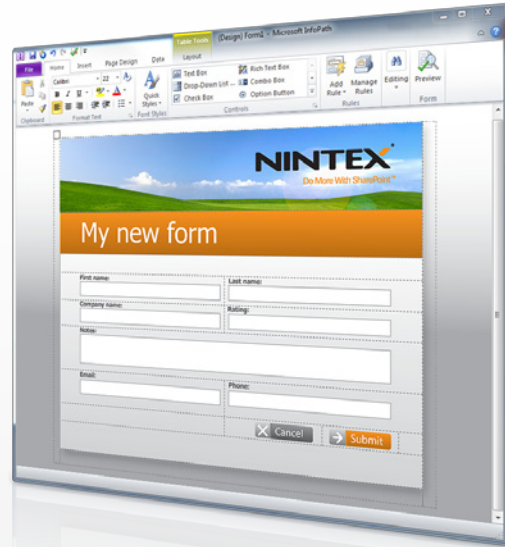 (Design) Form1 - Microsoft InfoPath
Table Tools
File Home Insert Page Design Data Layout
Paste
Clipboard
Calibri 22
B I U
Format Text
Quick Styles
Font Styles
Text Box
Drop-Down List ...
Check Box
Rich Text Box
Combo Box
Option Button
Controls
Add Rule
Manage Rules
Rules
Editing
Preview
Form
NINTEX
Do More With SharePoint™
My new form
First name:
Last name:
Company name:
Rating:
Notes:
Email:
Phone:
Cancel
Submit